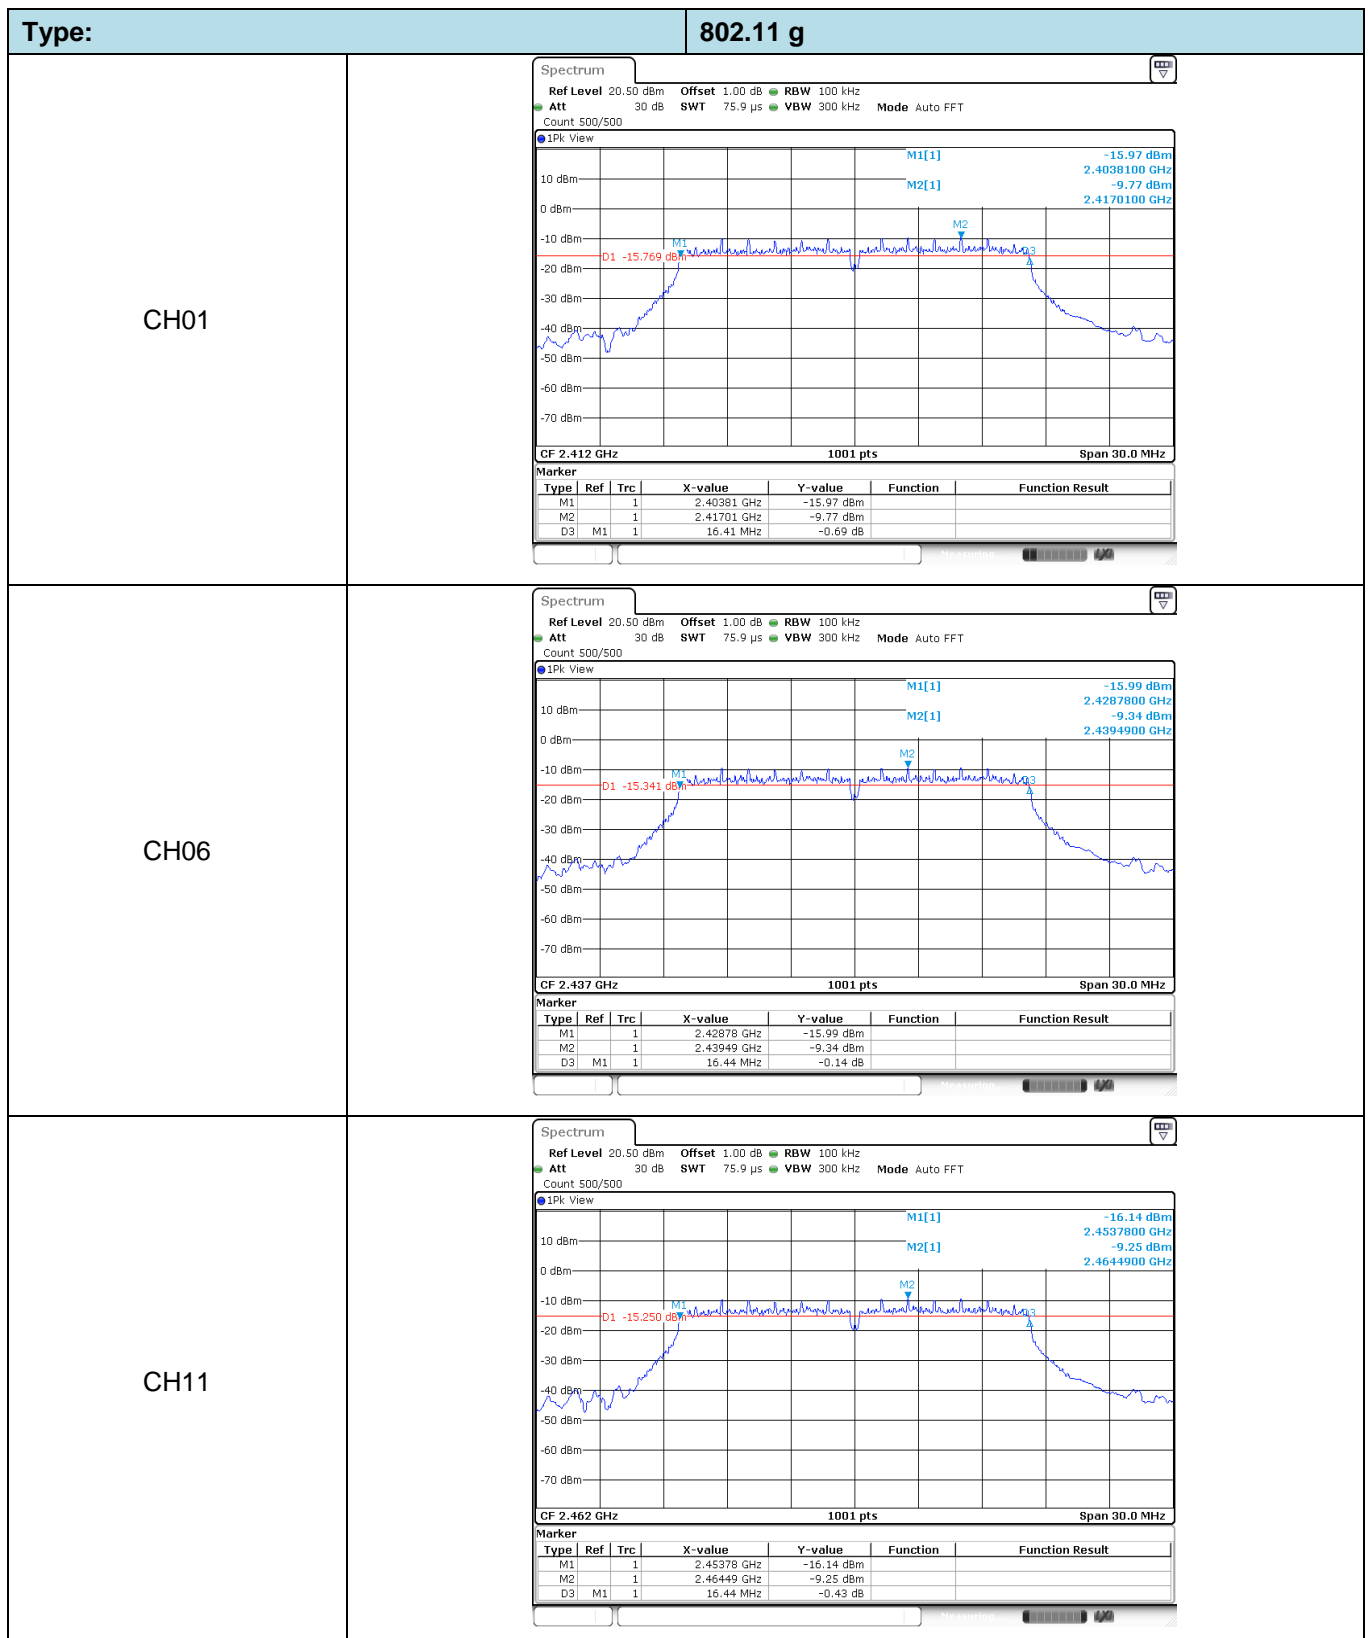 Type: 802.11 g
CH01
Spectrum
Ref Level 20.50 dBm Offset 1.00 dB RBW 100 kHz
Att 30 dB SWT 75.9 µs VBW 300 kHz Mode Auto FFT
Count 500/500
1Pk View
M1[1] -15.97 dBm
2.4038100 GHz
10 dBm
M2[1] -9.77 dBm
2.4170100 GHz
0 dBm
M2
-10 dBm
M1
D3
D1 -15.769 dBm
-20 dBm
-30 dBm
-40 dBm
-50 dBm
-60 dBm
-70 dBm
CF 2.412 GHz 1001 pts Span 30.0 MHz
Marker
Type Ref Trc X-value Y-value Function Function Result
M1 1 2.40381 GHz -15.97 dBm
M2 1 2.41701 GHz -9.77 dBm
D3 M1 1 16.41 MHz -0.69 dB
Measuring...
CH06
Spectrum
Ref Level 20.50 dBm Offset 1.00 dB RBW 100 kHz
Att 30 dB SWT 75.9 µs VBW 300 kHz Mode Auto FFT
Count 500/500
1Pk View
M1[1] -15.99 dBm
2.4287800 GHz
10 dBm
M2[1] -9.34 dBm
2.4394900 GHz
0 dBm
M2
-10 dBm
M1
D3
D1 -15.341 dBm
-20 dBm
-30 dBm
-40 dBm
-50 dBm
-60 dBm
-70 dBm
CF 2.437 GHz 1001 pts Span 30.0 MHz
Marker
Type Ref Trc X-value Y-value Function Function Result
M1 1 2.42878 GHz -15.99 dBm
M2 1 2.43949 GHz -9.34 dBm
D3 M1 1 16.44 MHz -0.14 dB
Measuring...
CH11
Spectrum
Ref Level 20.50 dBm Offset 1.00 dB RBW 100 kHz
Att 30 dB SWT 75.9 µs VBW 300 kHz Mode Auto FFT
Count 500/500
1Pk View
M1[1] -16.14 dBm
2.4537800 GHz
10 dBm
M2[1] -9.25 dBm
2.4644900 GHz
0 dBm
M2
-10 dBm
M1
D3
D1 -15.250 dBm
-20 dBm
-30 dBm
-40 dBm
-50 dBm
-60 dBm
-70 dBm
CF 2.462 GHz 1001 pts Span 30.0 MHz
Marker
Type Ref Trc X-value Y-value Function Function Result
M1 1 2.45378 GHz -16.14 dBm
M2 1 2.46449 GHz -9.25 dBm
D3 M1 1 16.44 MHz -0.43 dB
Measuring...